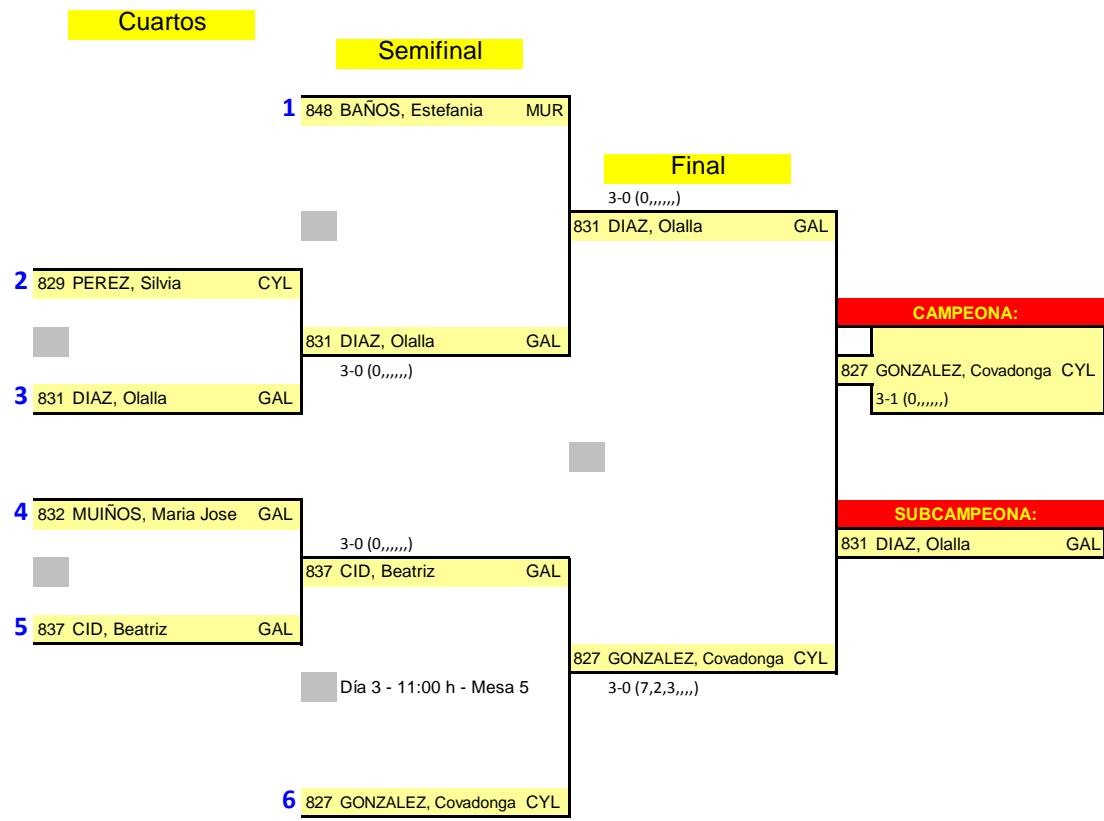 Cuartos
Semifinal
1 848 BAÑOS, Estefania MUR
Final
3-0 (0,,,,,,)
831 DIAZ, Olalla GAL
2 829 PEREZ, Silvia CYL
CAMPEONA:
831 DIAZ, Olalla GAL
827 GONZALEZ, Covadonga CYL
3-0 (0,,,,,,)
3 831 DIAZ, Olalla GAL
3-1 (0,,,,,,)
4 832 MUIÑOS, Maria Jose GAL
SUBCAMPEONA:
3-0 (0,,,,,,)
831 DIAZ, Olalla GAL
837 CID, Beatriz GAL
5 837 CID, Beatriz GAL
827 GONZALEZ, Covadonga CYL
Día 3 - 11:00 h - Mesa 5
3-0 (7,2,3,,,,)
6 827 GONZALEZ, Covadonga CYL